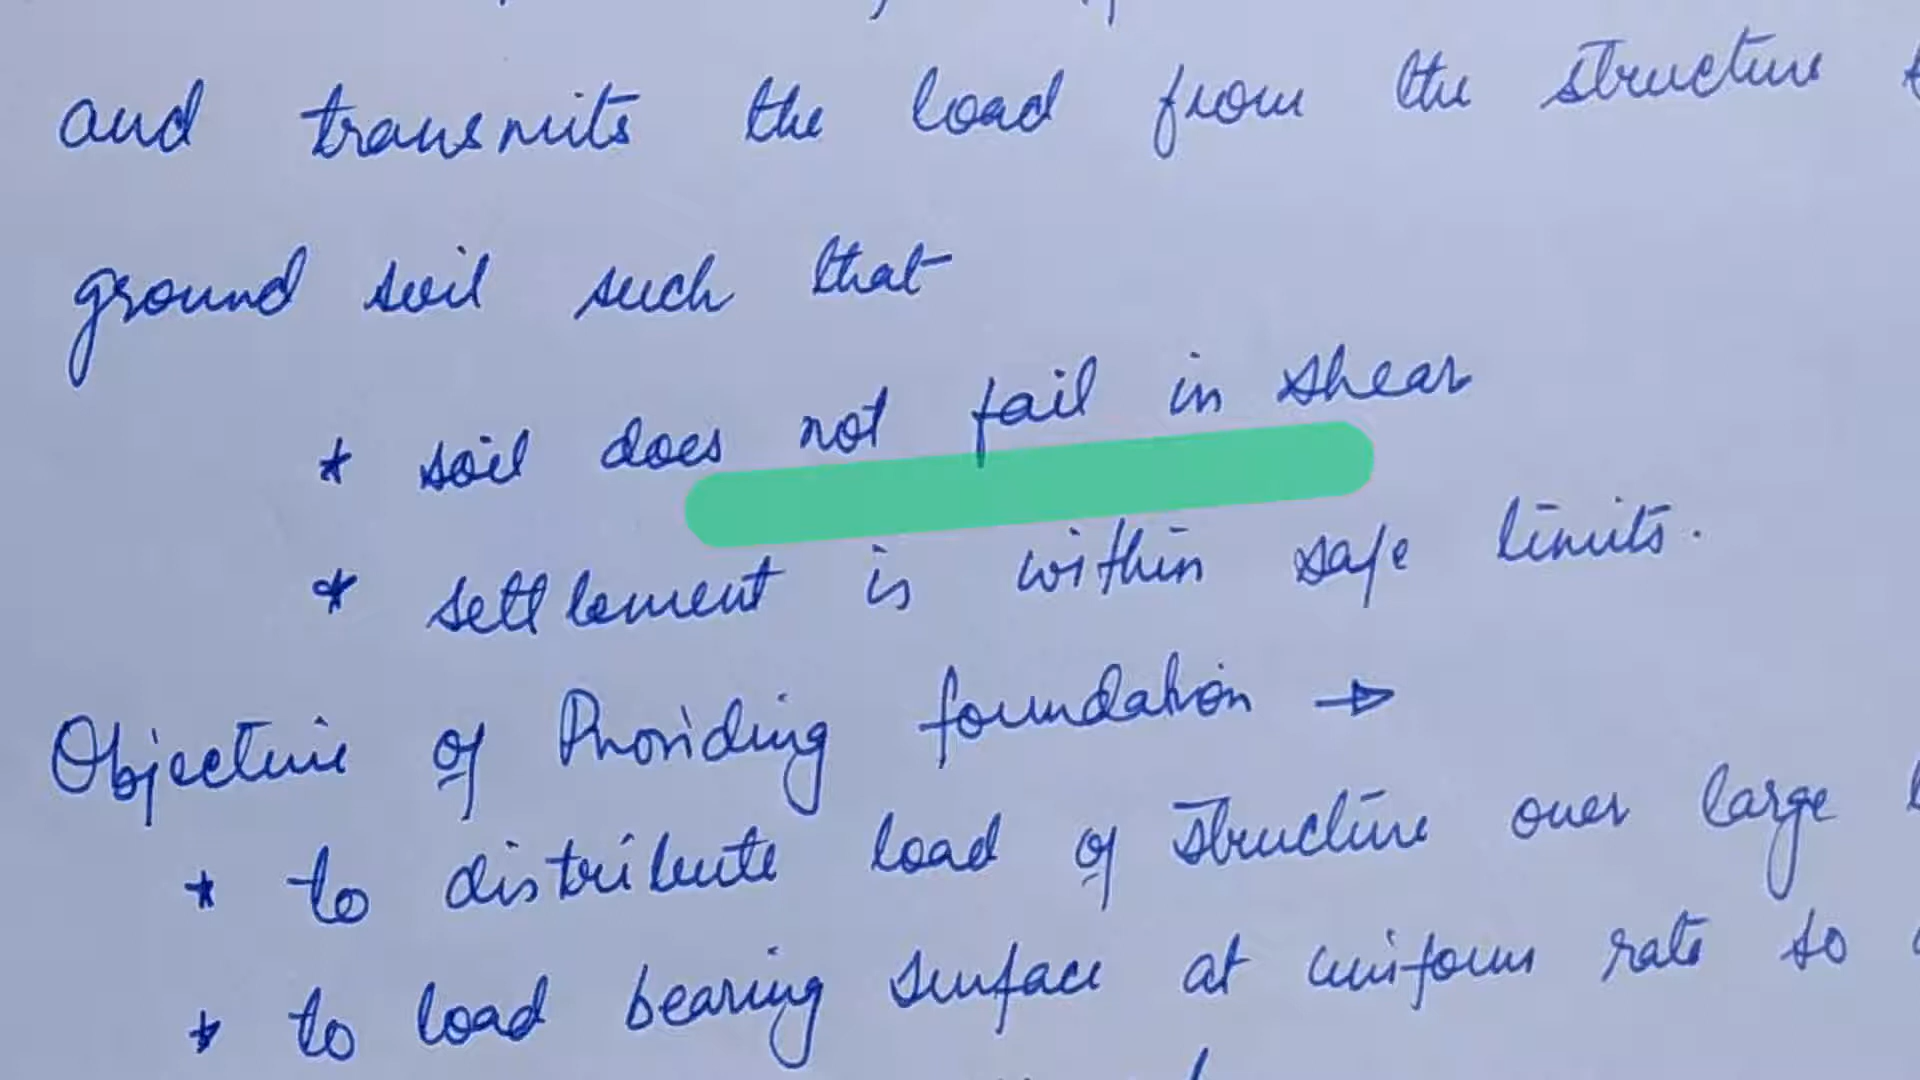 and transmits the load from the structure
ground soil such that
* soil does not fail in shear
* settlement is within safe limits.
Objective of Providing foundation →
* to distribute load of structure over large
* to load bearing surface at uniform rate so